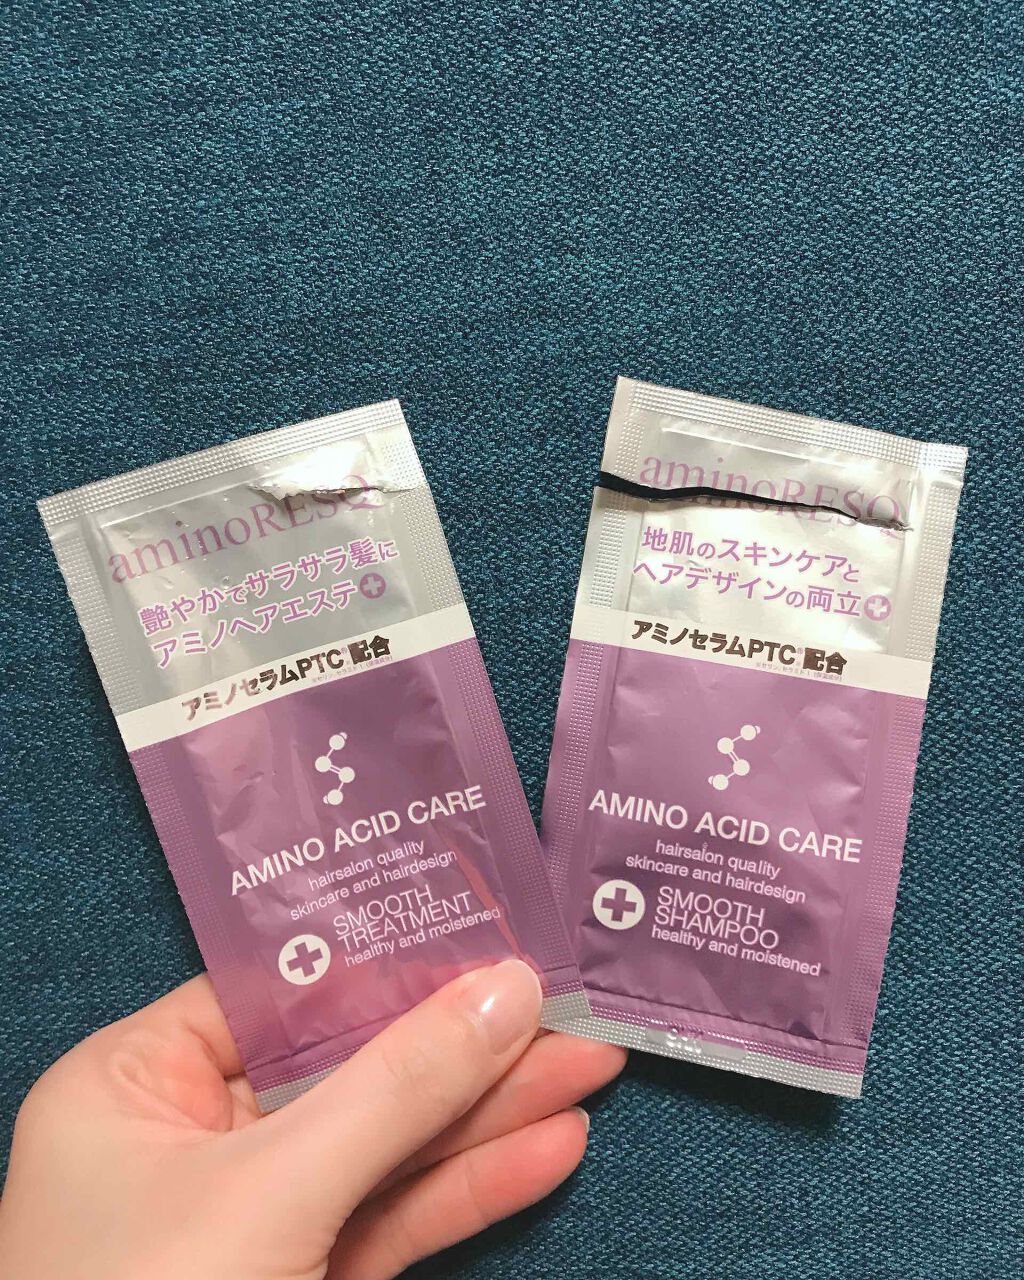 aminoRESQ
艶やかでサラサラ髪に
アミノヘアエステ
アミノセラムPTC®配合
AMINO ACID CARE
hairsalon quality
skincare and hairdesign
SMOOTH
TREATMENT
healthy and moistened
aminoRESQ
地肌のスキンケアと
ヘアデザインの両立
アミノセラムPTC®配合
AMINO ACID CARE
hairsalon quality
skincare and hairdesign
SMOOTH
SHAMPOO
healthy and moistened